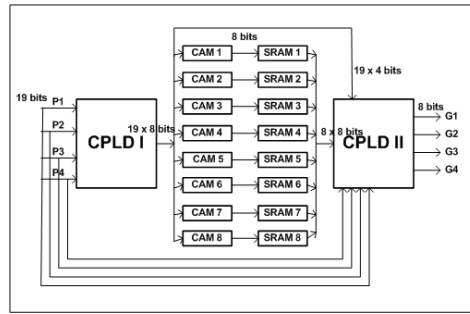 8 bits
CAM 1 SRAM 1
CAM 2 SRAM 2
19 x 4 bits
19 bits P1
CAM 3 SRAM 3
8 bits
G1
P2
19 x 8 bits
CAM 4 SRAM 4
8 x 8 bits
G2
CPLD I
CPLD II
P3
CAM 5 SRAM 5
G3
P4
CAM 6 SRAM 6
G4
CAM 7 SRAM 7
CAM 8 SRAM 8